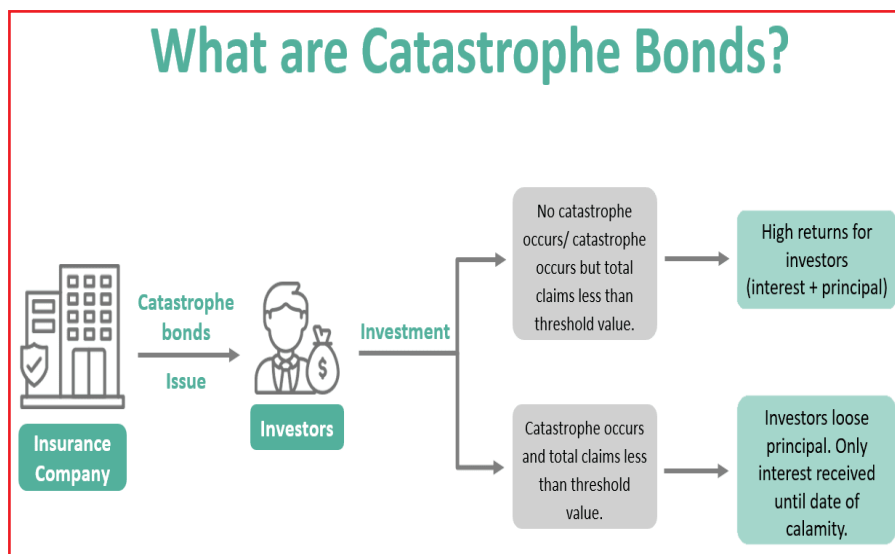 What are Catastrophe Bonds?
No catastrophe
occurs/ catastrophe
occurs but total
claims less than
threshold value.
High returns for
investors
(interest + principal)
Catastrophe
bonds
Issue
Investment
$
Insurance
Company
Investors
Catastrophe occurs
and total claims less
than threshold
value.
Investors loose
principal. Only
interest received
until date of
calamity.